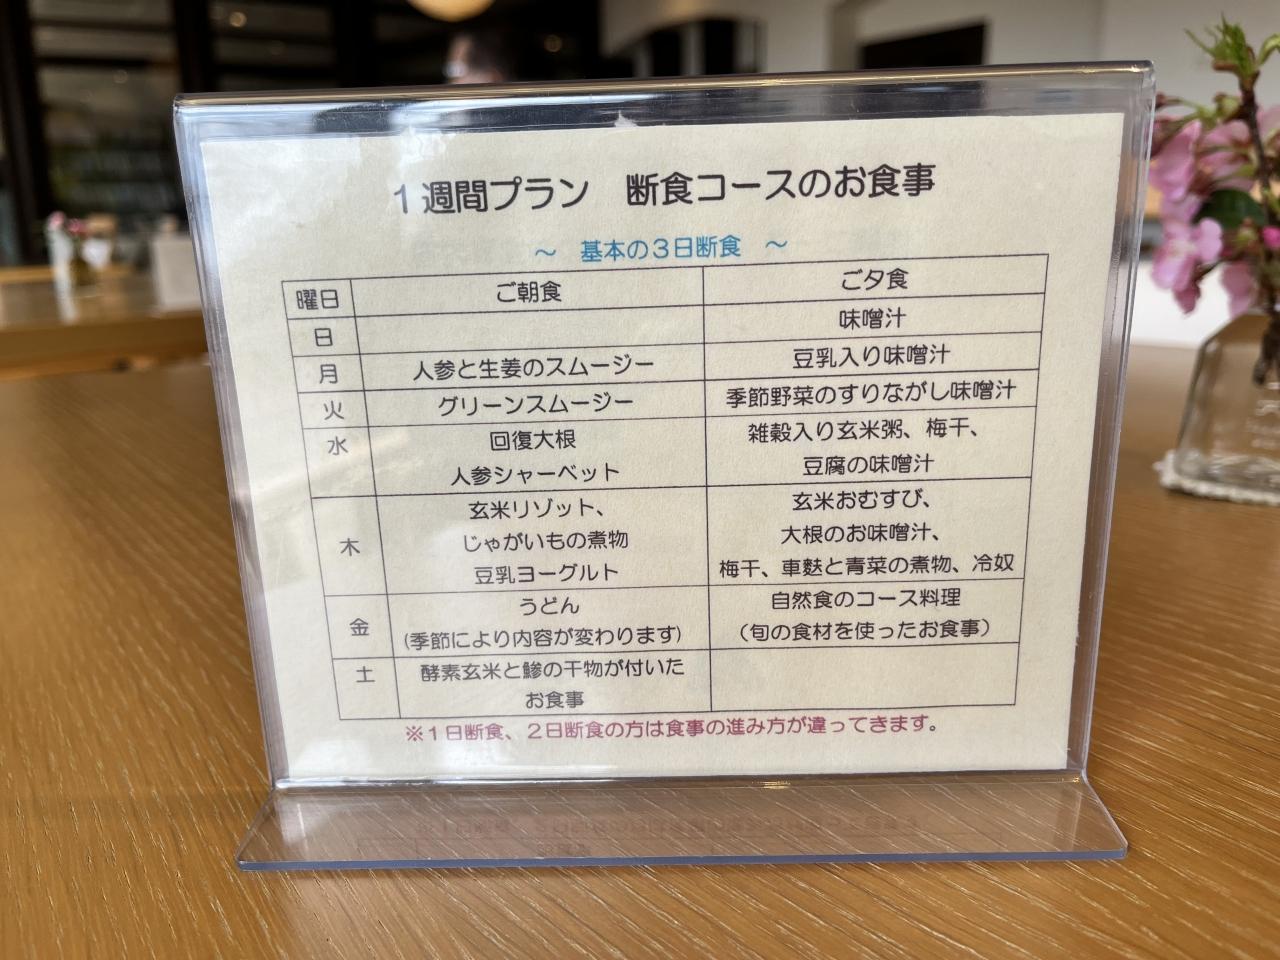 1週間プラン　断食コースのお食事
～　基本の3日断食　～
曜日　ご朝食　ご夕食
日　味噌汁
月　人参と生姜のスムージー　豆乳入り味噌汁
火　グリーンスムージー　季節野菜のすりながし味噌汁
水　回復大根　雑穀入り玄米粥、梅干、
人参シャーベット　豆腐の味噌汁
玄米リゾット、　玄米おむすび、
木　じゃがいもの煮物　大根のお味噌汁、
豆乳ヨーグルト　梅干、車麩と青菜の煮物、冷奴
金　うどん　自然食のコース料理
(季節により内容が変わります)　（旬の食材を使ったお食事）
土　酵素玄米と鯵の干物が付いた
お食事
※1日断食、2日断食の方は食事の進み方が違ってきます。